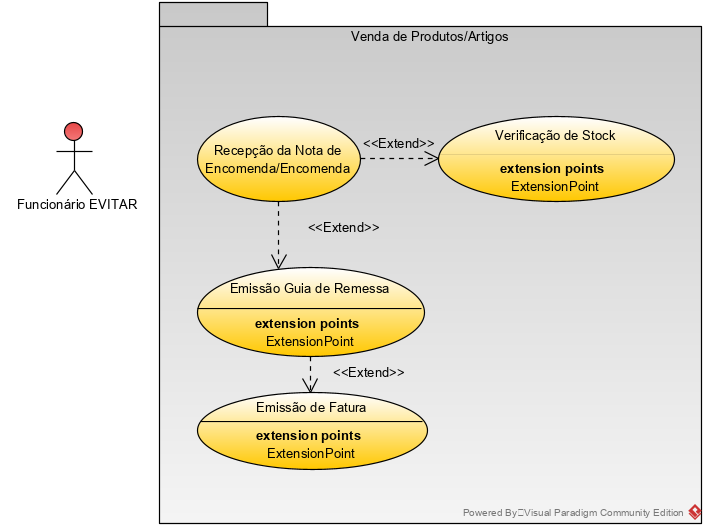 Venda de Produtos/Artigos
Funcionário EVITAR
Recepção da Nota de
Encomenda/Encomenda
<<Extend>>
Verificação de Stock
extension points
ExtensionPoint
<<Extend>>
Emissão Guia de Remessa
extension points
ExtensionPoint
<<Extend>>
Emissão de Fatura
extension points
ExtensionPoint
Powered By Visual Paradigm Community Edition